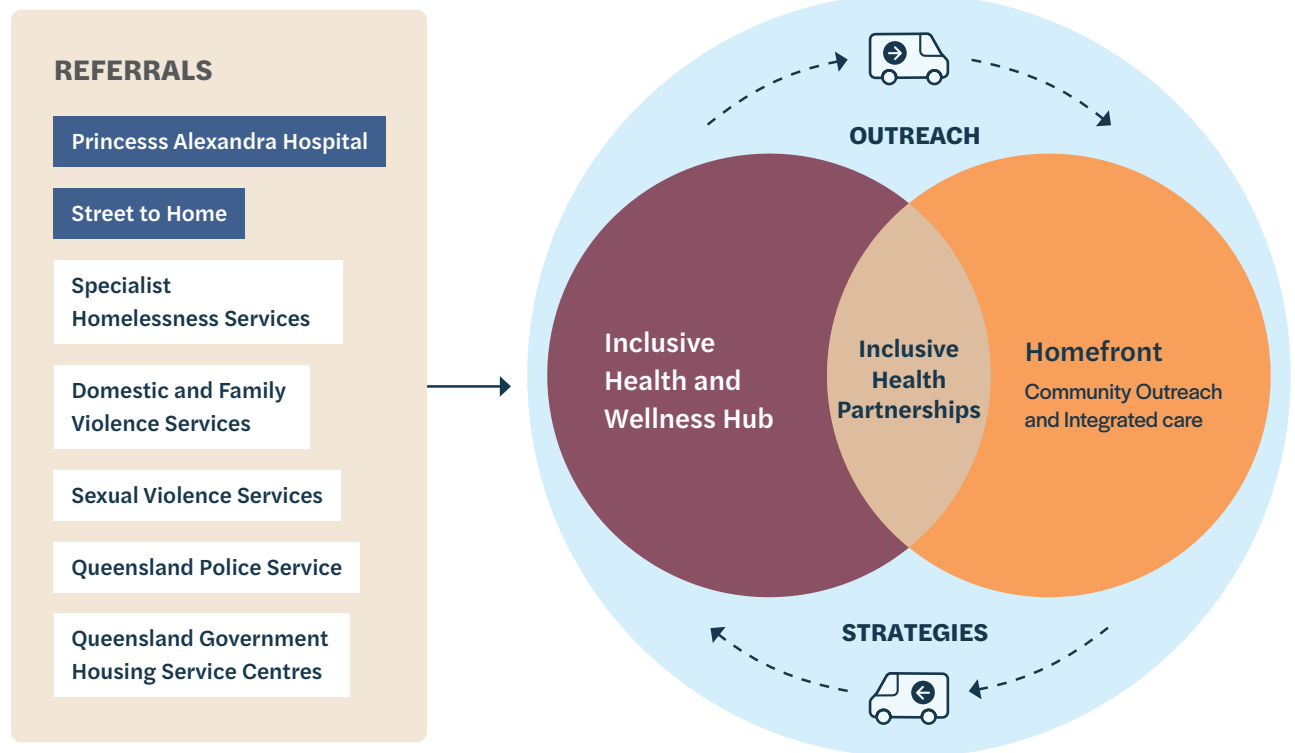 REFERRALS
Princesss Alexandra Hospital
Street to Home
Specialist
Homelessness Services
Domestic and Family
Violence Services
Sexual Violence Services
Queensland Police Service
Queensland Government
Housing Service Centres
OUTREACH
Inclusive
Health and
Wellness Hub
Inclusive
Health
Partnerships
Homefront
Community Outreach
and Integrated care
STRATEGIES